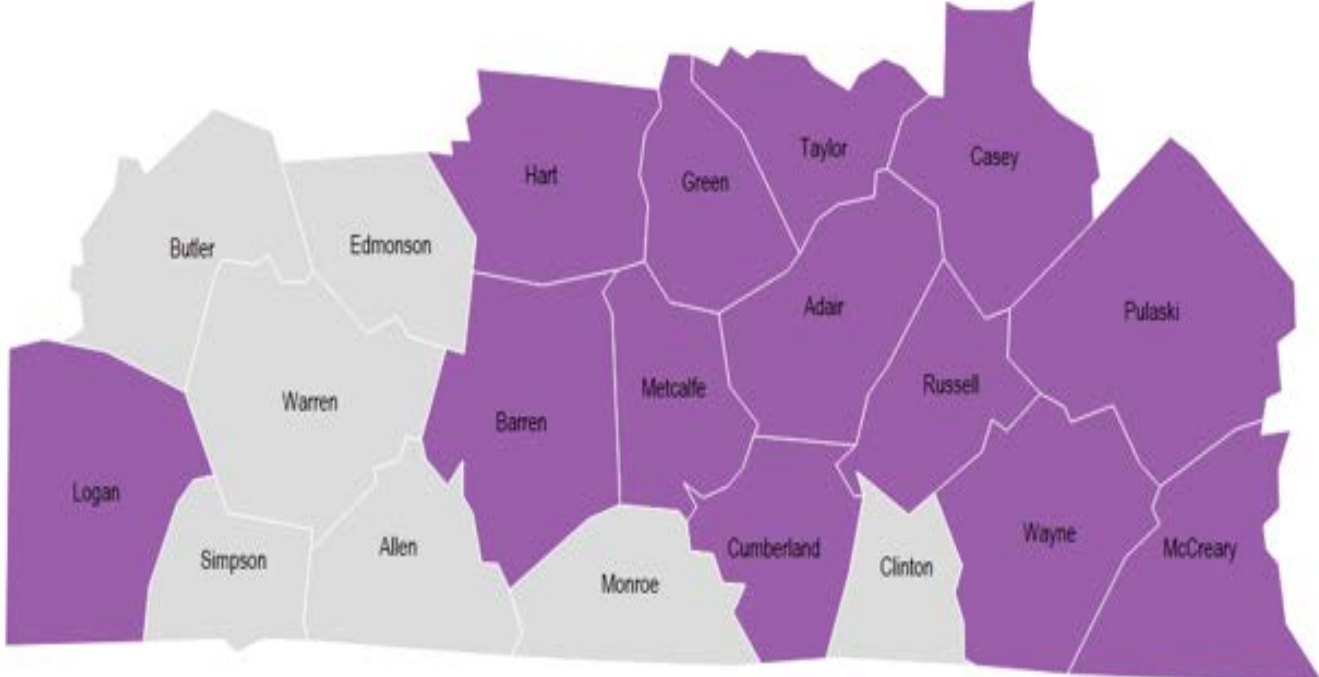 Taylor
Casey
Hart
Green
Butler
Edmonson
Adair
Pulaski
Russell
Metcalfe
Warren
Barren
Logan
Wayne
Allen
Cumberland
McCreary
Simpson
Clinton
Monroe